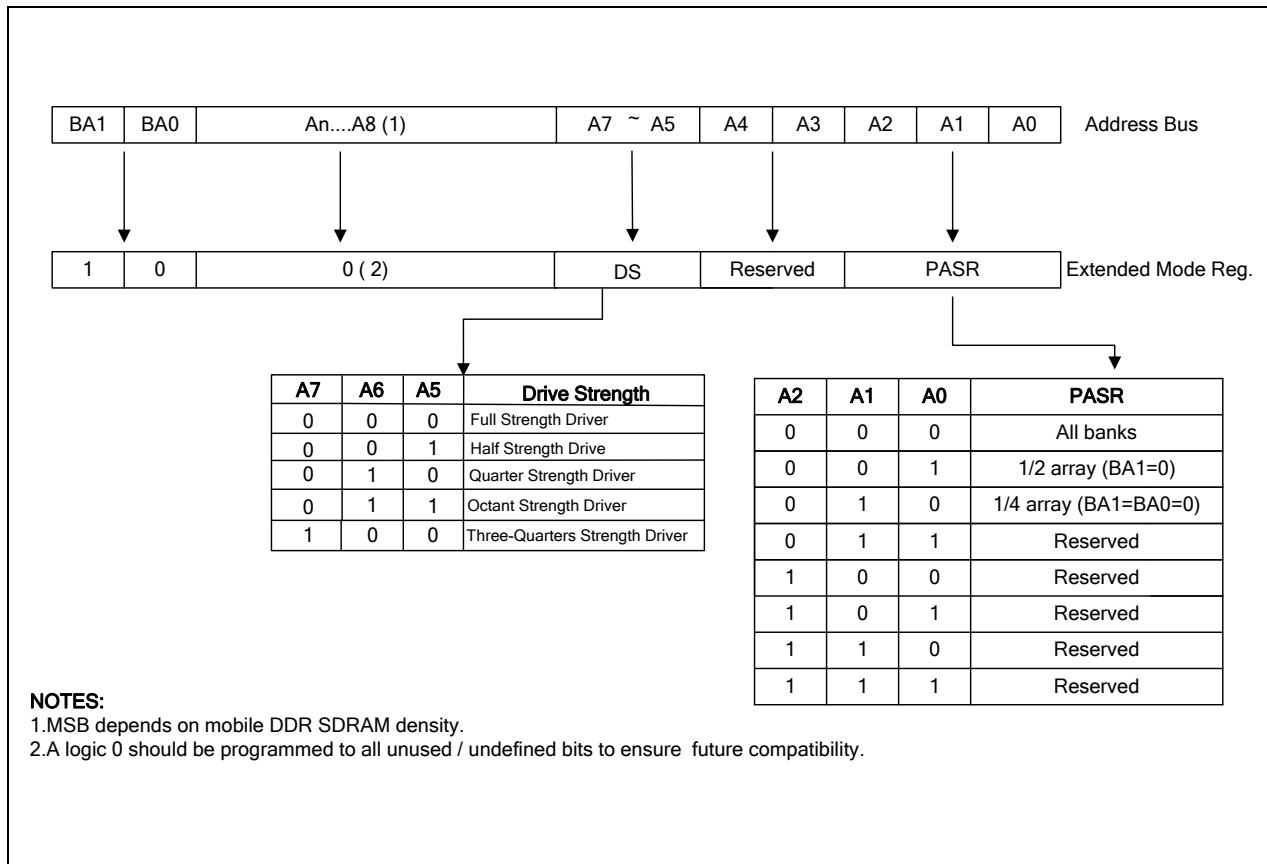 BA1 BA0 An....A8 (1) A7 ~ A5 A4 A3 A2 A1 A0 Address Bus
1 0 0 ( 2) DS Reserved PASR Extended Mode Reg.
A7 A6 A5 Drive Strength
0 0 0 Full Strength Driver
0 0 1 Half Strength Drive
0 1 0 Quarter Strength Driver
0 1 1 Octant Strength Driver
1 0 0 Three-Quarters Strength Driver
A2 A1 A0 PASR
0 0 0 All banks
0 0 1 1/2 array (BA1=0)
0 1 0 1/4 array (BA1=BA0=0)
0 1 1 Reserved
1 0 0 Reserved
1 0 1 Reserved
1 1 0 Reserved
1 1 1 Reserved
NOTES:
1.MSB depends on mobile DDR SDRAM density.
2.A logic 0 should be programmed to all unused / undefined bits to ensure future compatibility.